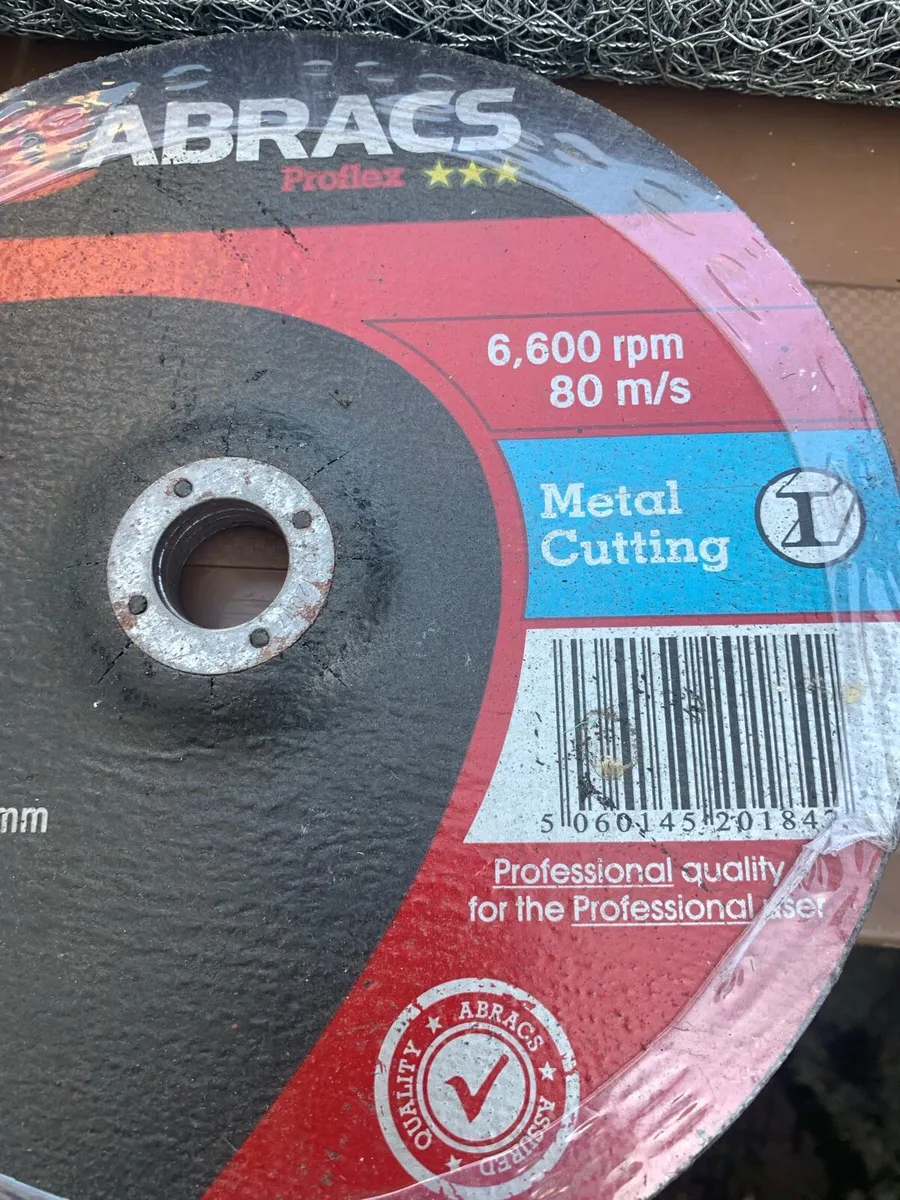 ABRACS
Proflex
6,600 rpm
80 m/s
Metal
Cutting
mm
5 060145 20184
Professional quality
for the Professional user
ABRACS
ASSURED
QUALITY